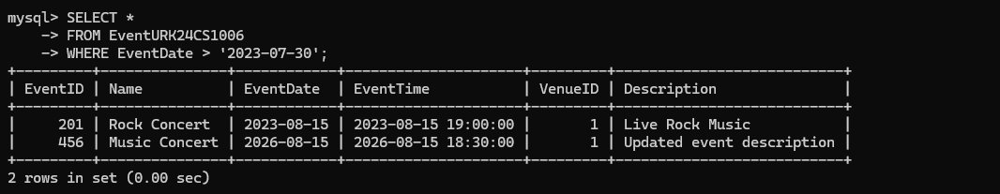 mysql> SELECT *
    -> FROM EventURK24CS1006
    -> WHERE EventDate > '2023-07-30';
+---------+---------------+------------+---------------------+---------+---------------------------+
| EventID | Name          | EventDate  | EventTime           | VenueID | Description               |
+---------+---------------+------------+---------------------+---------+---------------------------+
|     201 | Rock Concert  | 2023-08-15 | 2023-08-15 19:00:00 |       1 | Live Rock Music           |
|     456 | Music Concert | 2026-08-15 | 2026-08-15 18:30:00 |       1 | Updated event description |
+---------+---------------+------------+---------------------+---------+---------------------------+
2 rows in set (0.00 sec)